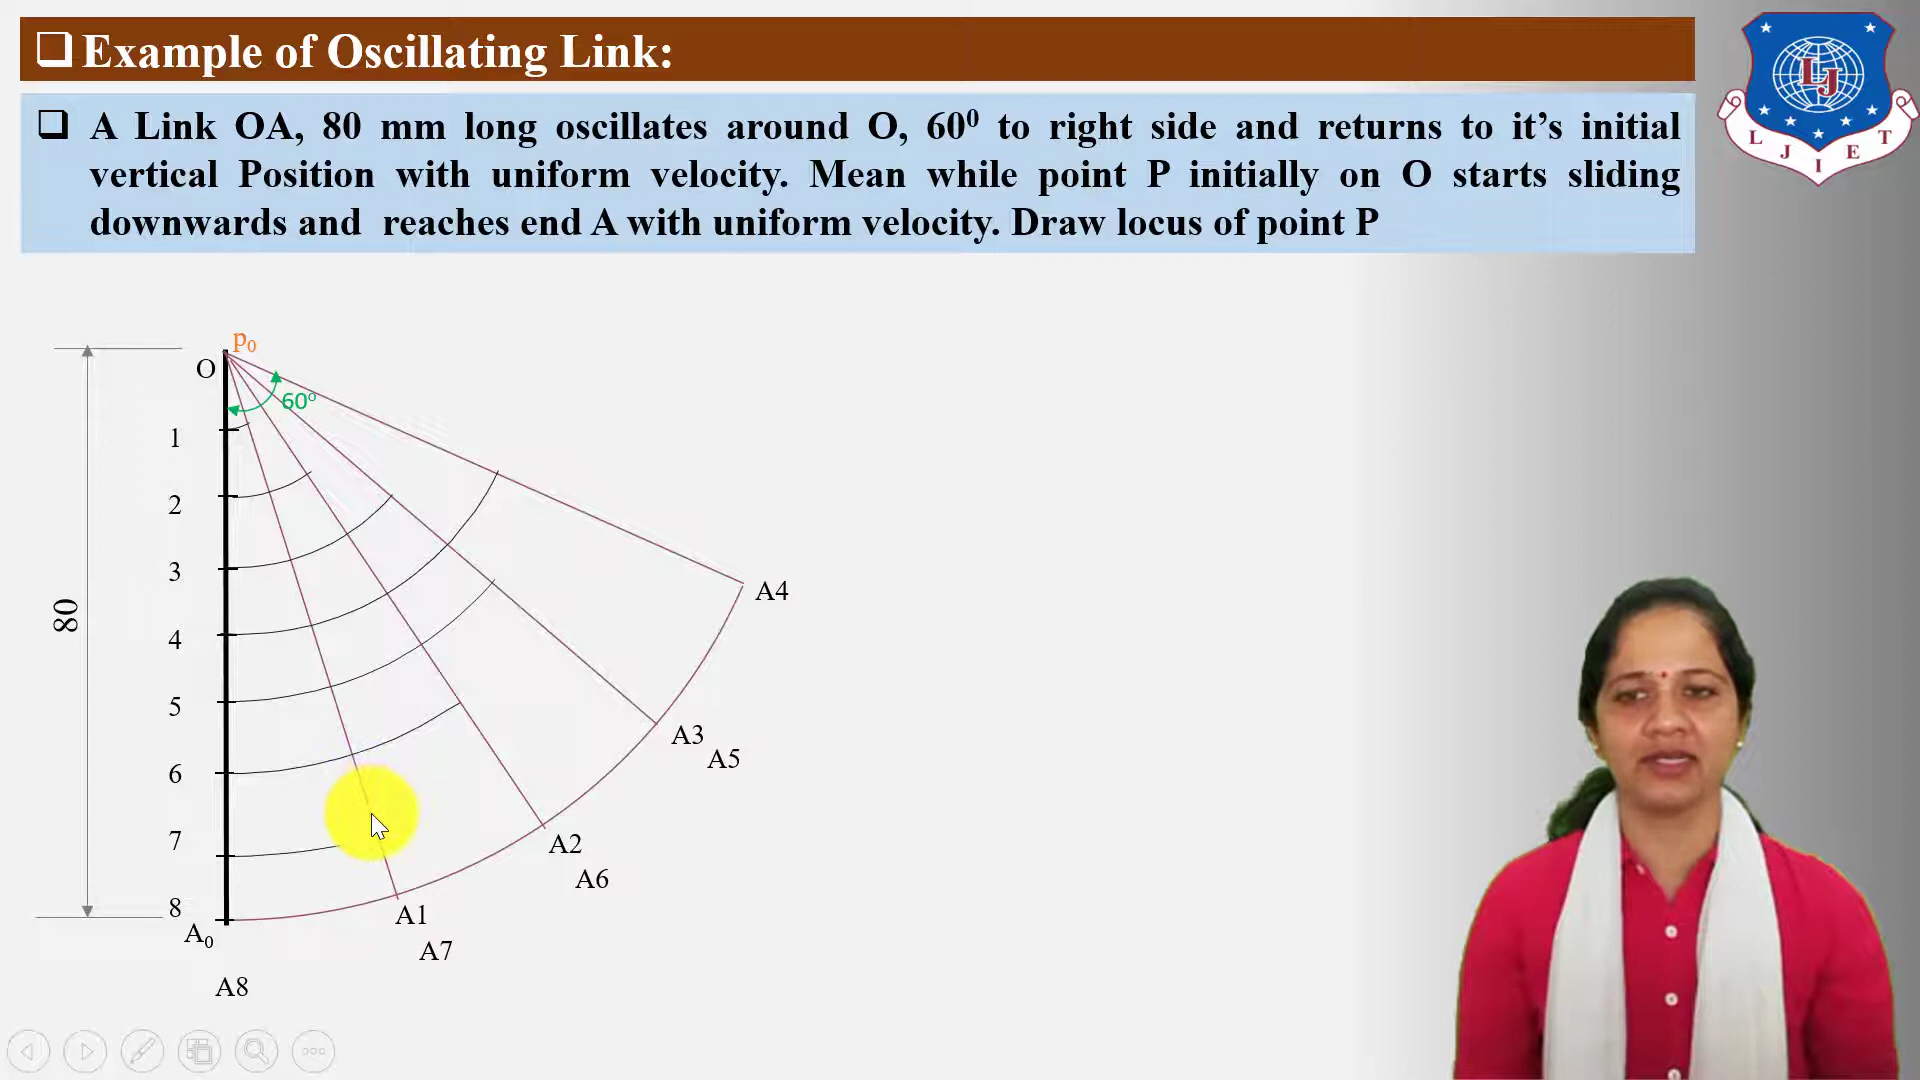 ❑ Example of Oscillating Link:
❑ A Link OA, 80 mm long oscillates around O, 60⁰ to right side and returns to it’s initial
vertical Position with uniform velocity. Mean while point P initially on O starts sliding
downwards and reaches end A with uniform velocity. Draw locus of point P
LJ
L J I E T
p₀
O
60º
1
2
3
4
5
6
7
8
80
A4
A3
A5
A2
A6
A1
A7
A₀
A8